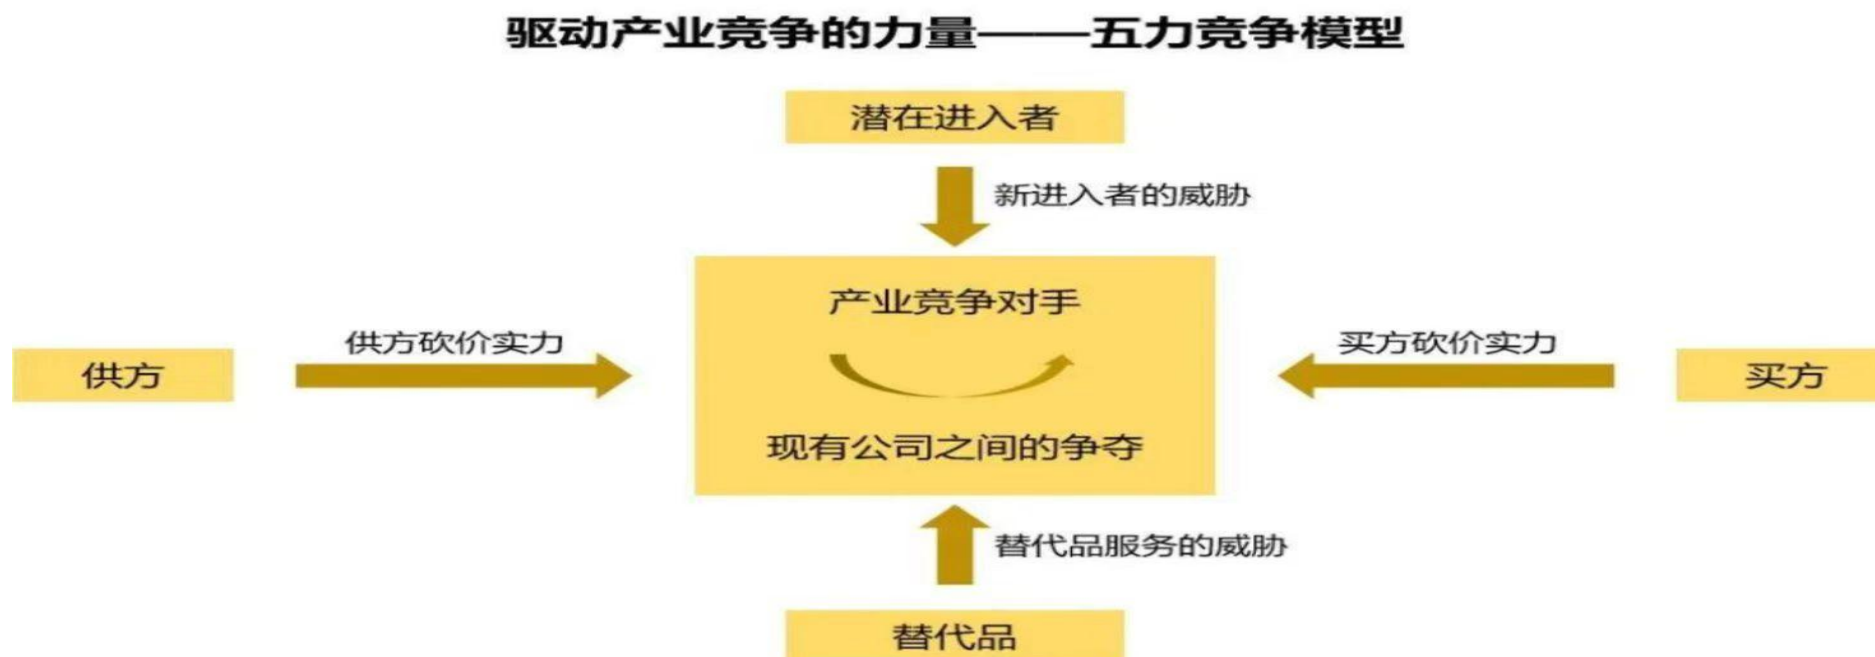 驱动产业竞争的力量——五力竞争模型
潜在进入者
新进入者的威胁
产业竞争对手
供方砍价实力
买方砍价实力
供方
买方
现有公司之间的争夺
替代品服务的威胁
替代品